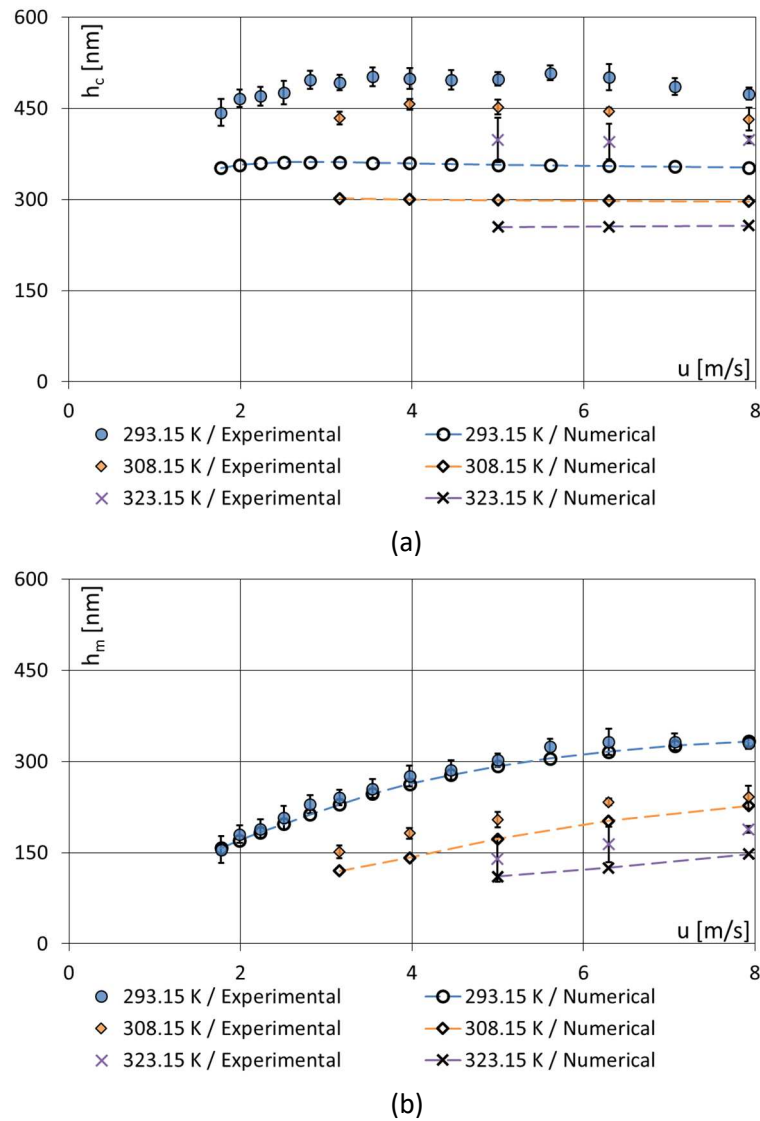 600
450
300
150
0
h_c [nm]
u [m/s]
0 2 4 6 8
293.15 K / Experimental 293.15 K / Numerical
308.15 K / Experimental 308.15 K / Numerical
323.15 K / Experimental 323.15 K / Numerical
(a)
600
450
300
150
0
h_m [nm]
u [m/s]
0 2 4 6 8
293.15 K / Experimental 293.15 K / Numerical
308.15 K / Experimental 308.15 K / Numerical
323.15 K / Experimental 323.15 K / Numerical
(b)